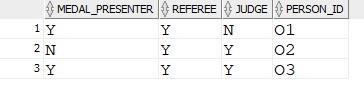 MEDAL_PRESENTER REFEREE JUDGE PERSON_ID
1 Y Y N O1
2 N Y Y O2
3 Y Y Y O3